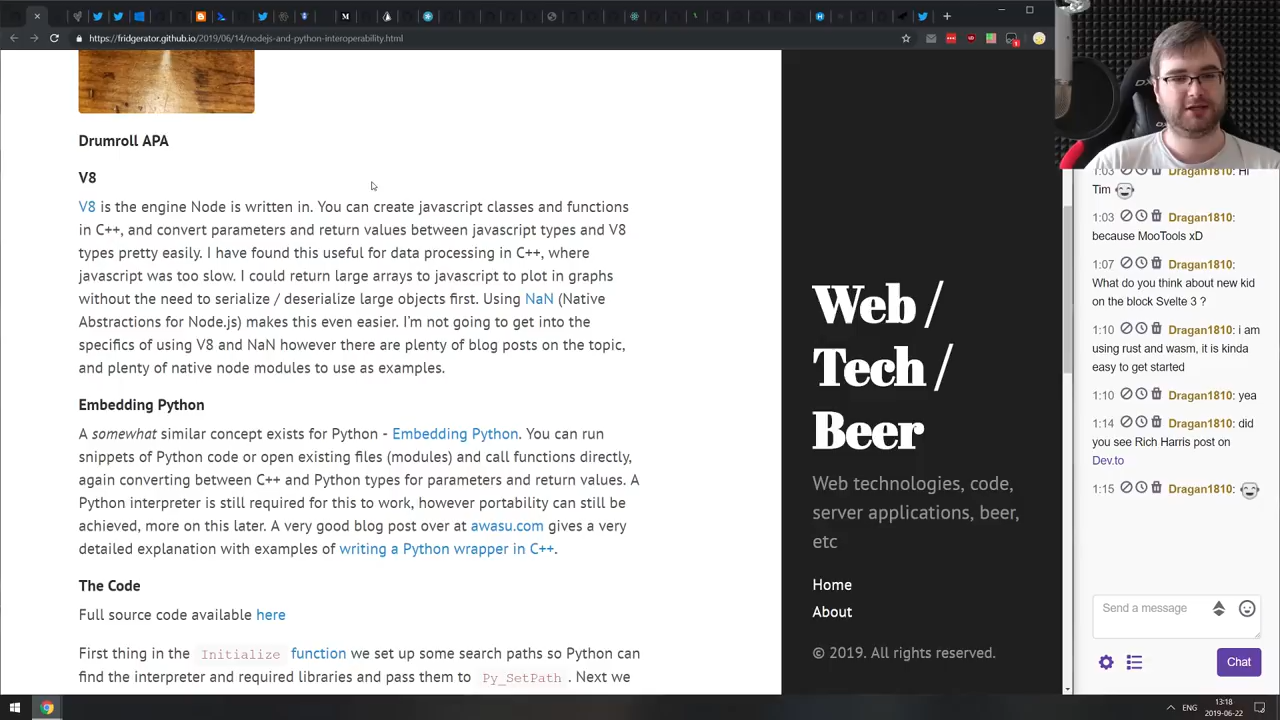 https://fridgerator.github.io/2019/06/14/nodejs-and-python-interoperability.html
Drumroll APA
V8
V8 is the engine Node is written in. You can create javascript classes and functions
in C++, and convert parameters and return values between javascript types and V8
types pretty easily. I have found this useful for data processing in C++, where
javascript was too slow. I could return large arrays to javascript to plot in graphs
without the need to serialize / deserialize large objects first. Using NaN (Native
Abstractions for Node.js) makes this even easier. I'm not going to get into the
specifics of using V8 and NaN however there are plenty of blog posts on the topic,
and plenty of native node modules to use as examples.
Embedding Python
A somewhat similar concept exists for Python - Embedding Python. You can run
snippets of Python code or open existing files (modules) and call functions directly,
again converting between C++ and Python types for parameters and return values. A
Python interpreter is still required for this to work, however portability can still be
achieved, more on this later. A very good blog post over at awasu.com gives a very
detailed explanation with examples of writing a Python wrapper in C++.
The Code
Full source code available here
First thing in the Initialize function we set up some search paths so Python can
find the interpreter and required libraries and pass them to Py_SetPath. Next we
Web /
Tech /
Beer
Web technologies, code,
server applications, beer,
etc
Home
About
© 2019. All rights reserved.
1:03 Dragan1810: Hi
Tim
1:03 Dragan1810:
because MooTools xD
1:07 Dragan1810:
What do you think about new kid
on the block Svelte 3 ?
1:10 Dragan1810: i am
using rust and wasm, it is kinda
easy to get started
1:10 Dragan1810: yea
1:14 Dragan1810: did
you see Rich Harris post on
Dev.to
1:15 Dragan1810:
Send a message
Chat
ENG
13:18
2019-06-22